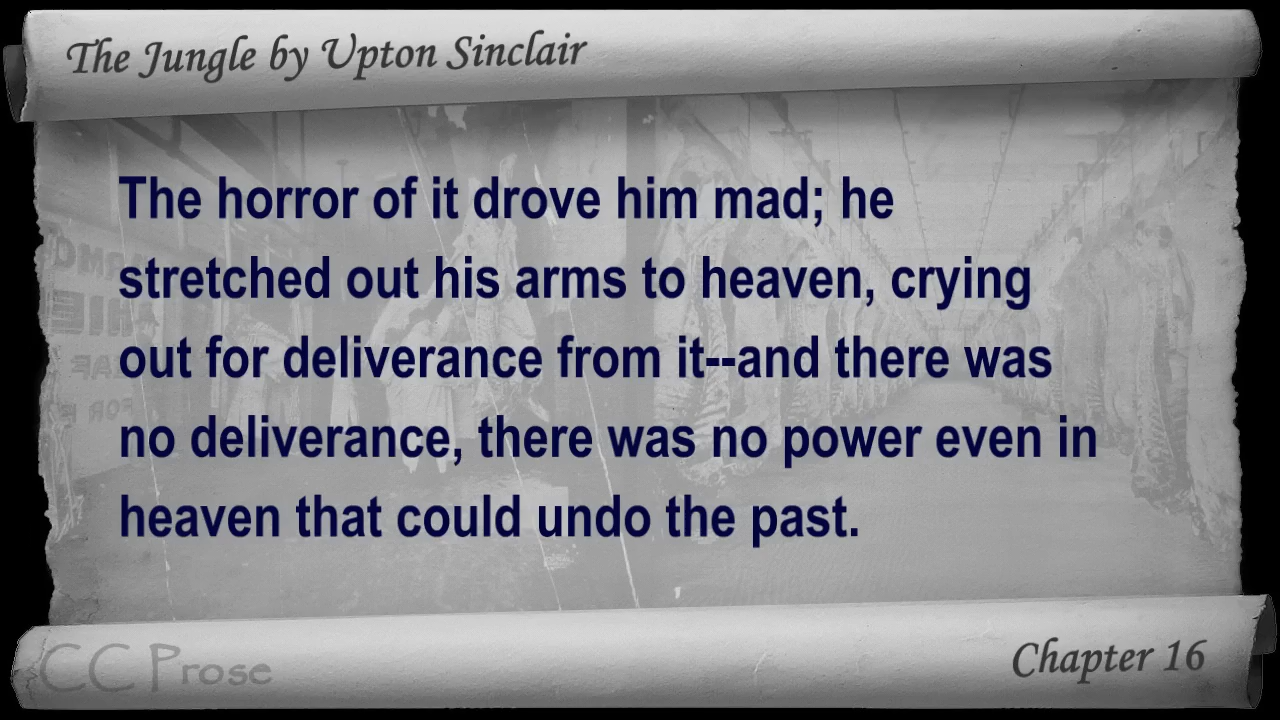 The Jungle by Upton Sinclair
The horror of it drove him mad; he
stretched out his arms to heaven, crying
out for deliverance from it--and there was
no deliverance, there was no power even in
heaven that could undo the past.
CC Prose
Chapter 16